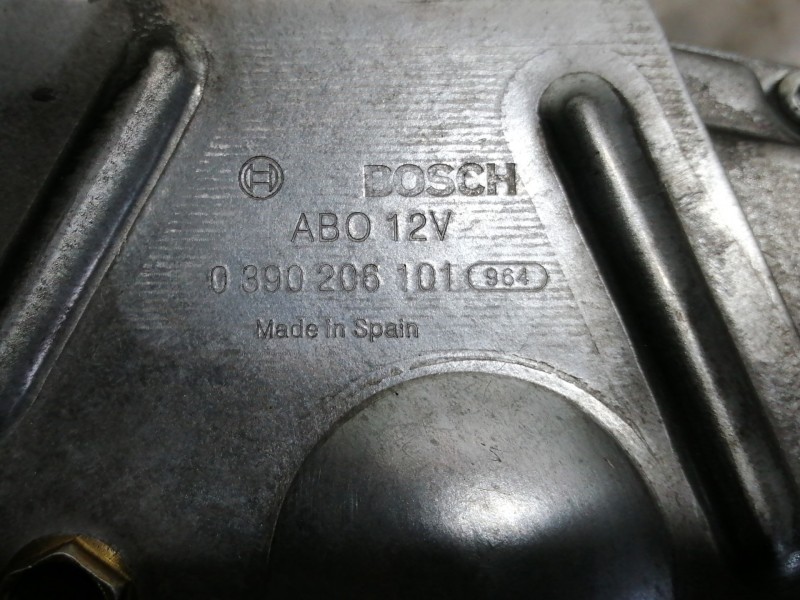 BOSCH
ABO 12V
0 390 206 101 964
Made in Spain